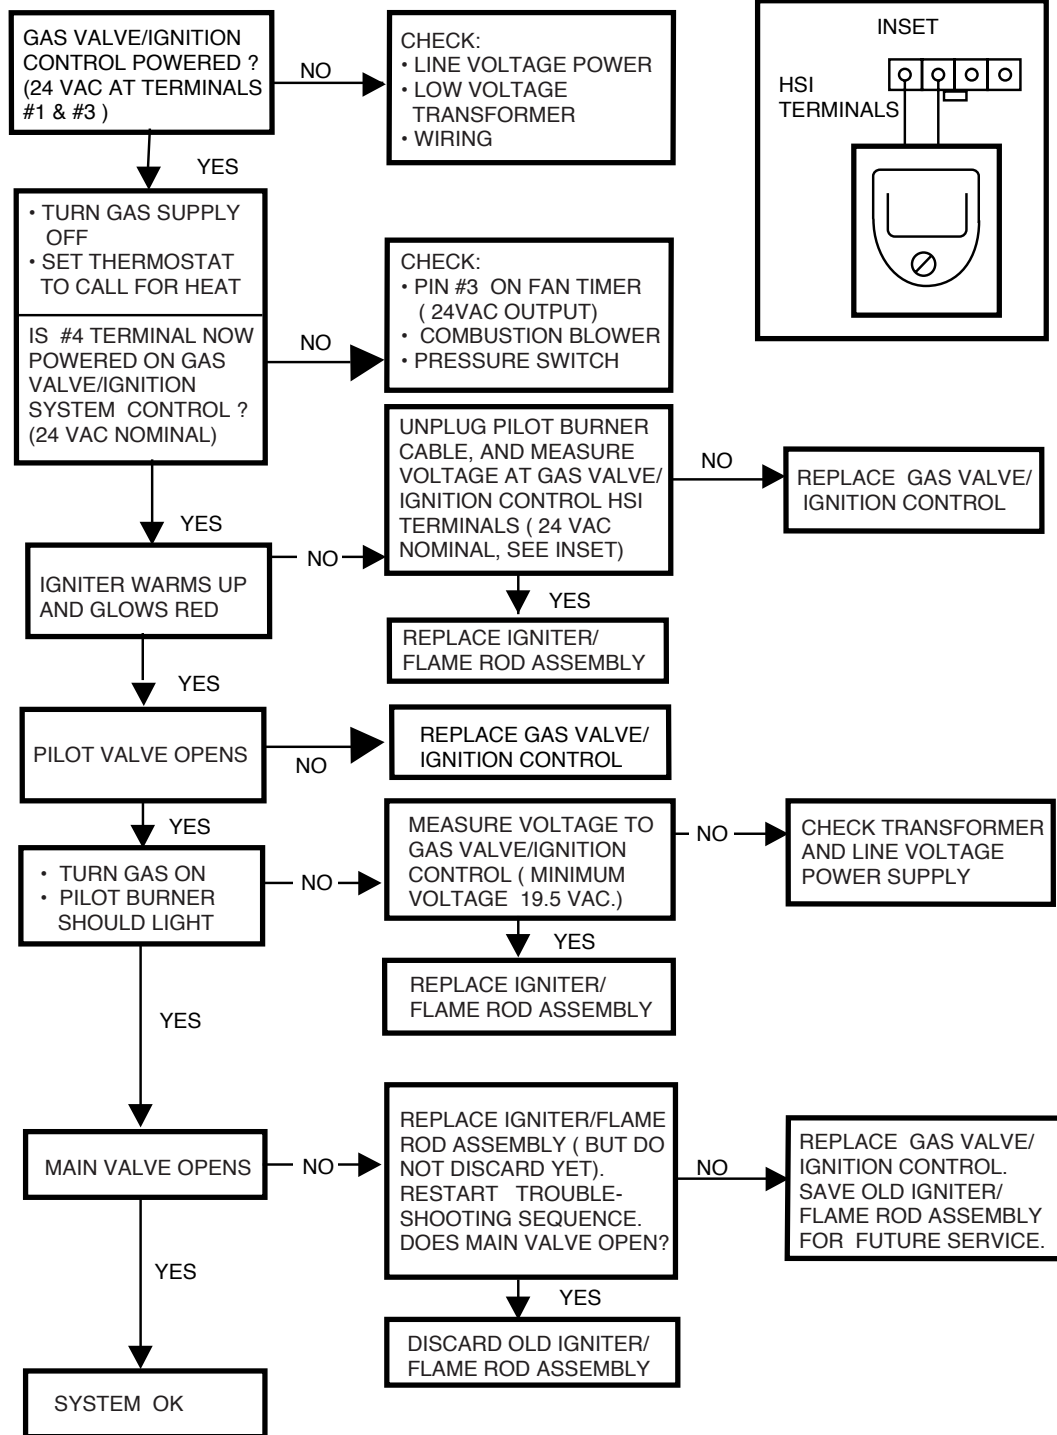 GAS VALVE/IGNITION
CONTROL POWERED ?
(24 VAC AT TERMINALS
#1 & #3 )
NO
CHECK:
• LINE VOLTAGE POWER
• LOW VOLTAGE
TRANSFORMER
• WIRING
INSET
HSI
TERMINALS
YES
• TURN GAS SUPPLY
OFF
• SET THERMOSTAT
TO CALL FOR HEAT
IS #4 TERMINAL NOW
POWERED ON GAS
VALVE/IGNITION
SYSTEM CONTROL ?
(24 VAC NOMINAL)
NO
CHECK:
• PIN #3 ON FAN TIMER
( 24VAC OUTPUT)
• COMBUSTION BLOWER
• PRESSURE SWITCH
YES
IGNITER WARMS UP
AND GLOWS RED
NO
UNPLUG PILOT BURNER
CABLE, AND MEASURE
VOLTAGE AT GAS VALVE/
IGNITION CONTROL HSI
TERMINALS ( 24 VAC
NOMINAL, SEE INSET)
NO
REPLACE GAS VALVE/
IGNITION CONTROL
YES
REPLACE IGNITER/
FLAME ROD ASSEMBLY
YES
PILOT VALVE OPENS
NO
REPLACE GAS VALVE/
IGNITION CONTROL
YES
• TURN GAS ON
• PILOT BURNER
SHOULD LIGHT
NO
MEASURE VOLTAGE TO
GAS VALVE/IGNITION
CONTROL ( MINIMUM
VOLTAGE 19.5 VAC.)
NO
CHECK TRANSFORMER
AND LINE VOLTAGE
POWER SUPPLY
YES
REPLACE IGNITER/
FLAME ROD ASSEMBLY
YES
MAIN VALVE OPENS
NO
REPLACE IGNITER/FLAME
ROD ASSEMBLY ( BUT DO
NOT DISCARD YET).
RESTART TROUBLE-
SHOOTING SEQUENCE.
DOES MAIN VALVE OPEN?
NO
REPLACE GAS VALVE/
IGNITION CONTROL.
SAVE OLD IGNITER/
FLAME ROD ASSEMBLY
FOR FUTURE SERVICE.
YES
DISCARD OLD IGNITER/
FLAME ROD ASSEMBLY
YES
SYSTEM OK